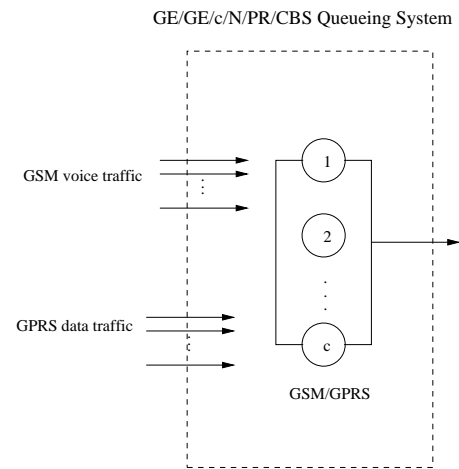 GE/GE/c/N/PR/CBS Queueing System
1
GSM voice traffic
2
GPRS data traffic
c
GSM/GPRS